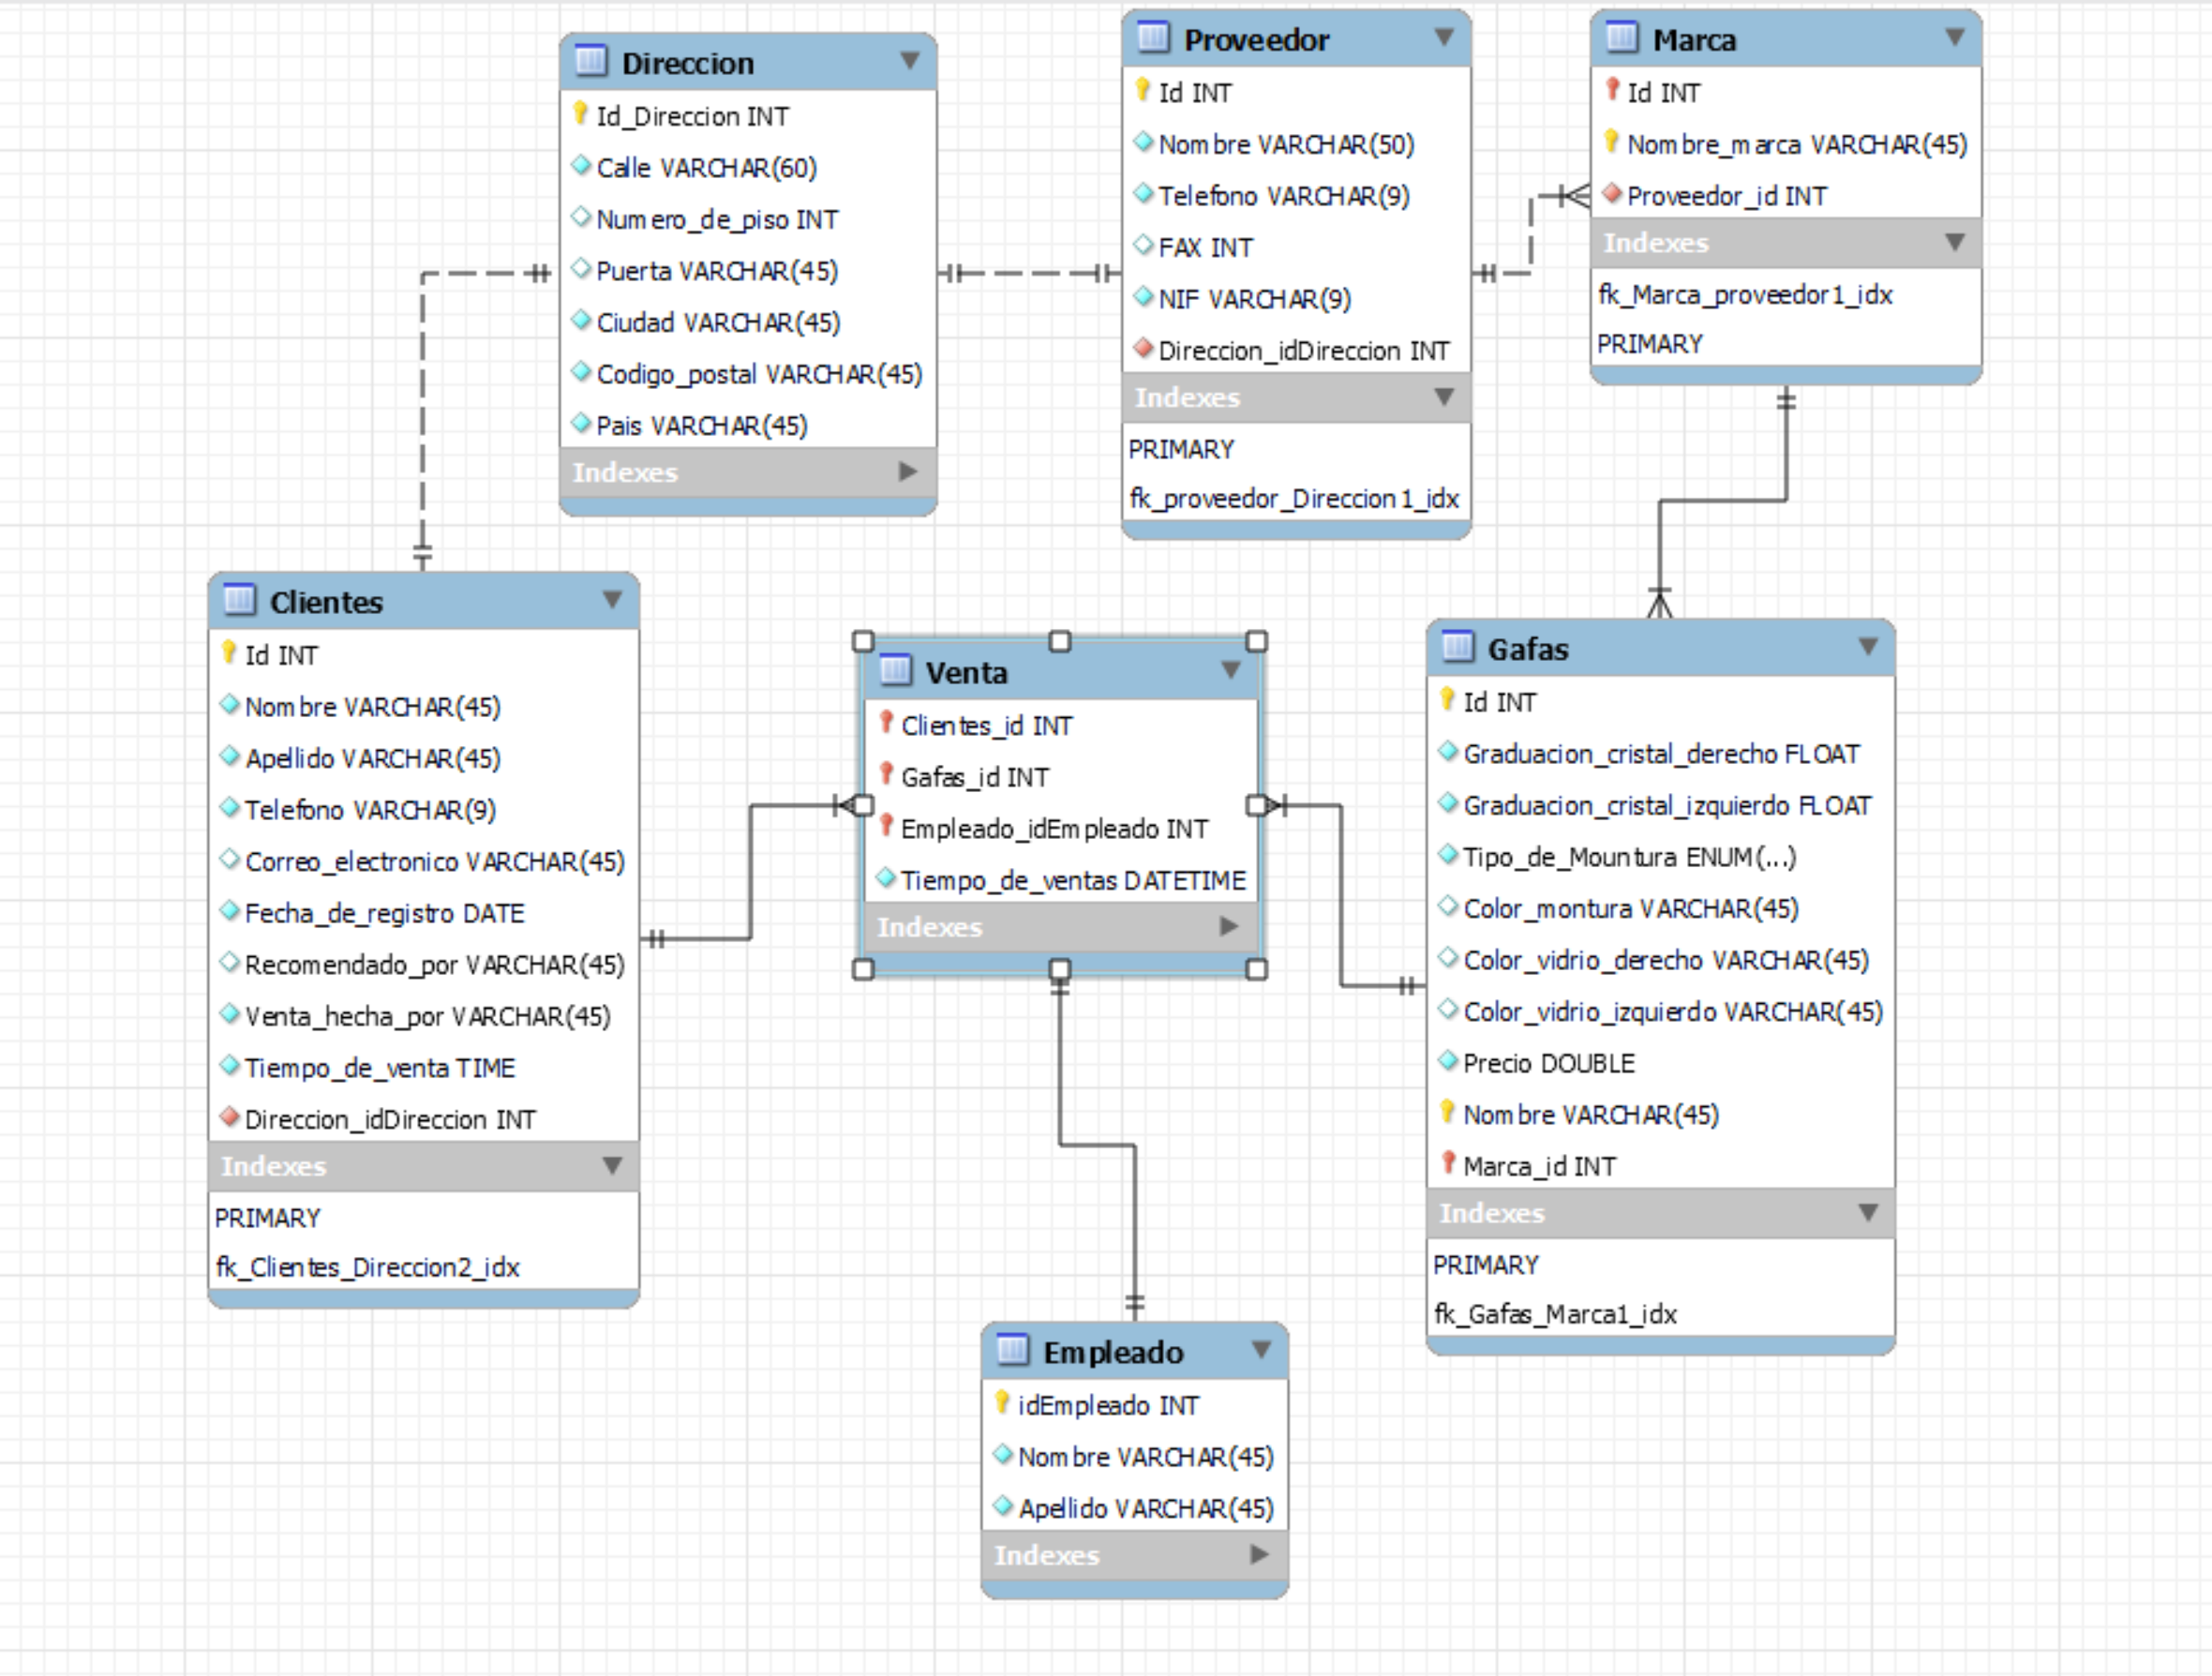 Direccion
Id_Direccion INT
Calle VARCHAR(60)
Numero_de_piso INT
Puerta VARCHAR(45)
Ciudad VARCHAR(45)
Codigo_postal VARCHAR(45)
Pais VARCHAR(45)
Indexes
Proveedor
Id INT
Nombre VARCHAR(50)
Telefono VARCHAR(9)
FAX INT
NIF VARCHAR(9)
Direccion_idDireccion INT
Indexes
PRIMARY
fk_proveedor_Direccion1_idx
Marca
Id INT
Nombre_marca VARCHAR(45)
Proveedor_id INT
Indexes
fk_Marca_proveedor1_idx
PRIMARY
Clientes
Id INT
Nombre VARCHAR(45)
Apellido VARCHAR(45)
Telefono VARCHAR(9)
Correo_electronico VARCHAR(45)
Fecha_de_registro DATE
Recomendado_por VARCHAR(45)
Venta_hecha_por VARCHAR(45)
Tiempo_de_venta TIME
Direccion_idDireccion INT
Indexes
PRIMARY
fk_Clientes_Direccion2_idx
Venta
Clientes_id INT
Gafas_id INT
Empleado_idEmpleado INT
Tiempo_de_ventas DATETIME
Indexes
Gafas
Id INT
Graduacion_cristal_derecho FLOAT
Graduacion_cristal_izquierdo FLOAT
Tipo_de_Mountura ENUM(...)
Color_montura VARCHAR(45)
Color_vidrio_derecho VARCHAR(45)
Color_vidrio_izquierdo VARCHAR(45)
Precio DOUBLE
Nombre VARCHAR(45)
Marca_id INT
Indexes
PRIMARY
fk_Gafas_Marca1_idx
Empleado
idEmpleado INT
Nombre VARCHAR(45)
Apellido VARCHAR(45)
Indexes